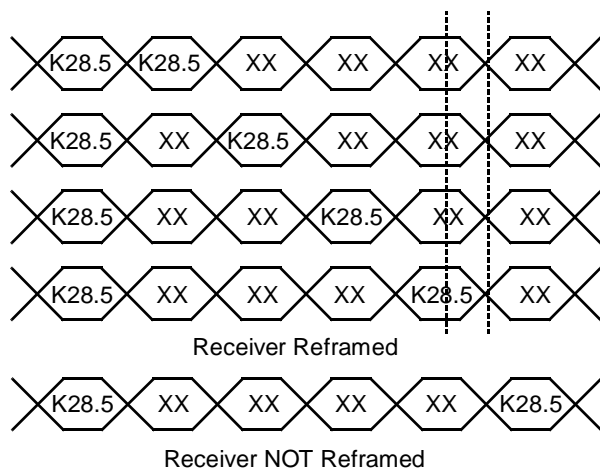 K28.5 K28.5 XX XX XX XX
K28.5 XX K28.5 XX XX XX
K28.5 XX XX K28.5 XX XX
K28.5 XX XX XX K28.5 XX
Receiver Reframed
K28.5 XX XX XX XX K28.5
Receiver NOT Reframed